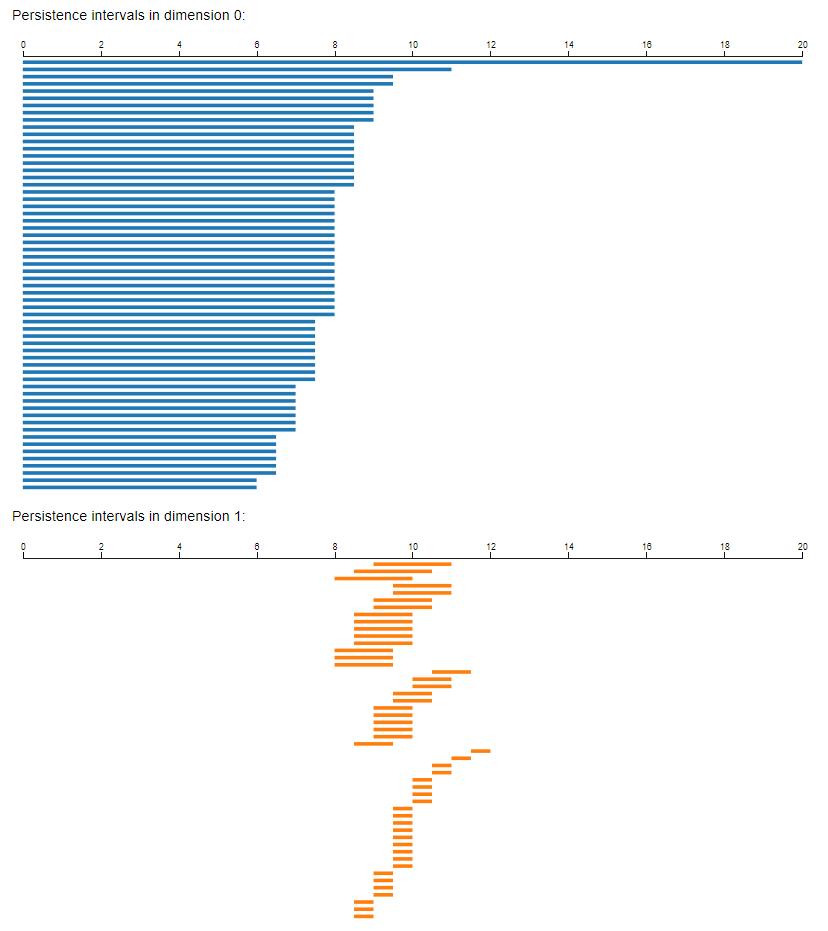 Persistence intervals in dimension 0:
0 2 4 6 8 10 12 14 16 18 20
Persistence intervals in dimension 1:
0 2 4 6 8 10 12 14 16 18 20